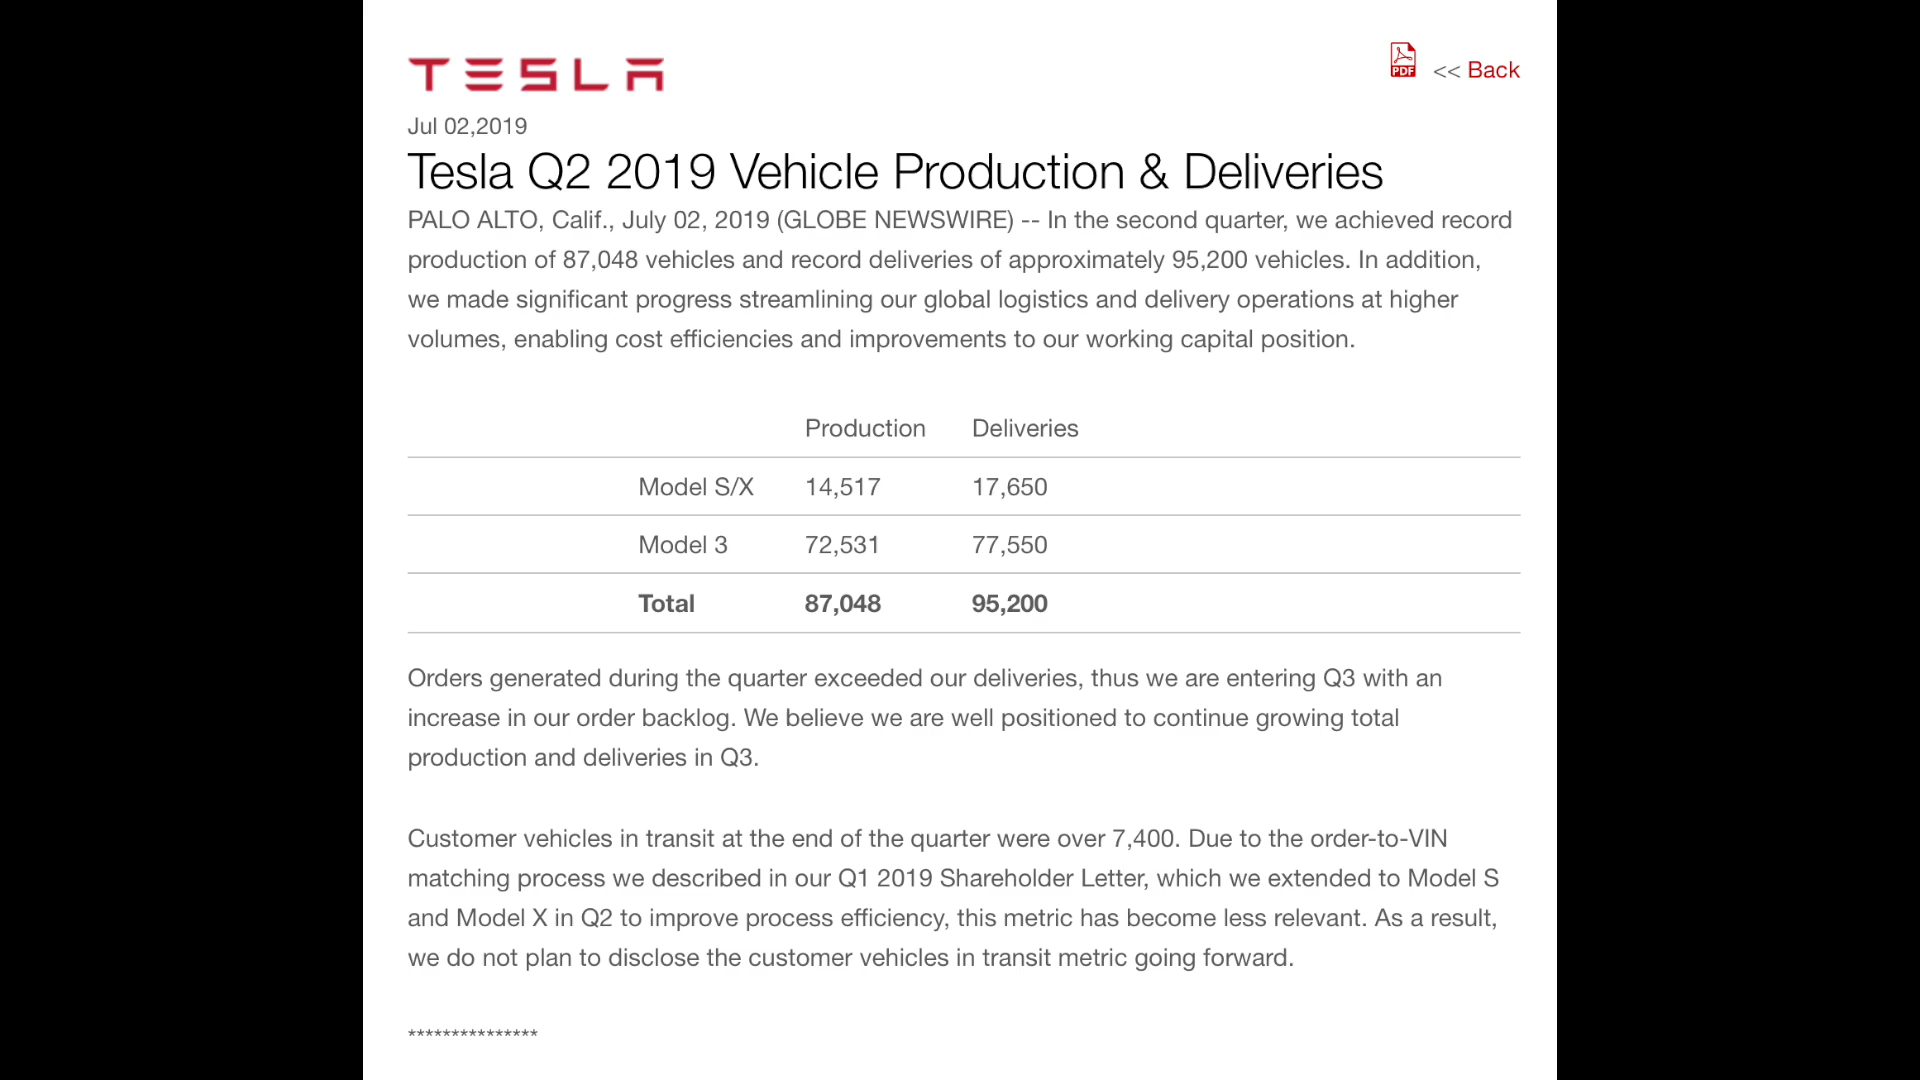 TESLA
PDF << Back
Jul 02,2019
Tesla Q2 2019 Vehicle Production & Deliveries
PALO ALTO, Calif., July 02, 2019 (GLOBE NEWSWIRE) -- In the second quarter, we achieved record
production of 87,048 vehicles and record deliveries of approximately 95,200 vehicles. In addition,
we made significant progress streamlining our global logistics and delivery operations at higher
volumes, enabling cost efficiencies and improvements to our working capital position.
Production Deliveries
Model S/X 14,517 17,650
Model 3 72,531 77,550
Total 87,048 95,200
Orders generated during the quarter exceeded our deliveries, thus we are entering Q3 with an
increase in our order backlog. We believe we are well positioned to continue growing total
production and deliveries in Q3.
Customer vehicles in transit at the end of the quarter were over 7,400. Due to the order-to-VIN
matching process we described in our Q1 2019 Shareholder Letter, which we extended to Model S
and Model X in Q2 to improve process efficiency, this metric has become less relevant. As a result,
we do not plan to disclose the customer vehicles in transit metric going forward.
***************